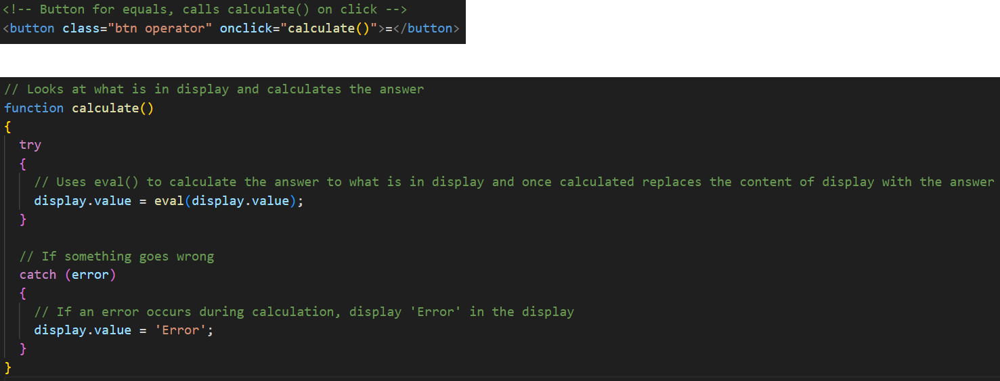 <!-- Button for equals, calls calculate() on click -->
<button class="btn operator" onclick="calculate()">=</button>
// Looks at what is in display and calculates the answer
function calculate()
{
  try
  {
    // Uses eval() to calculate the answer to what is in display and once calculated replaces the content of display with the answer
    display.value = eval(display.value);
  }
  // If something goes wrong
  catch (error)
  {
    // If an error occurs during calculation, display 'Error' in the display
    display.value = 'Error';
  }
}